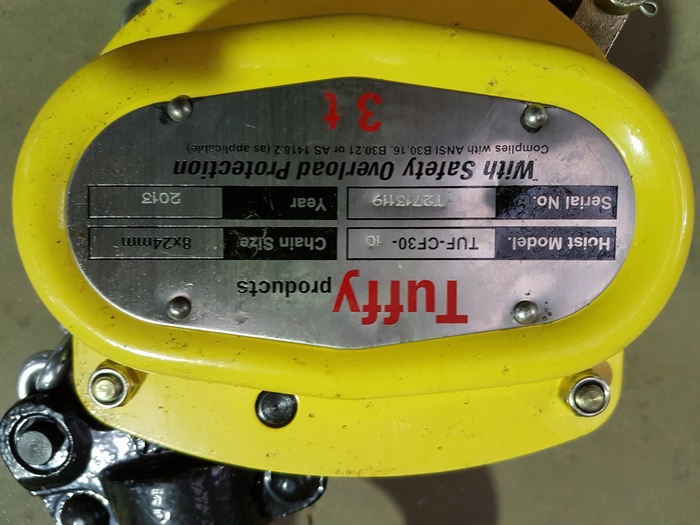 Tuffy products
Hoist Model. TUF-CF30- 10 Chain Size. 8x24mm
Serial No. T2713119 Year 2013
With Safety Overload Protection
Complies with ANSI B30.16, B30.21 or AS 1418.2 (as applicable)
3 t